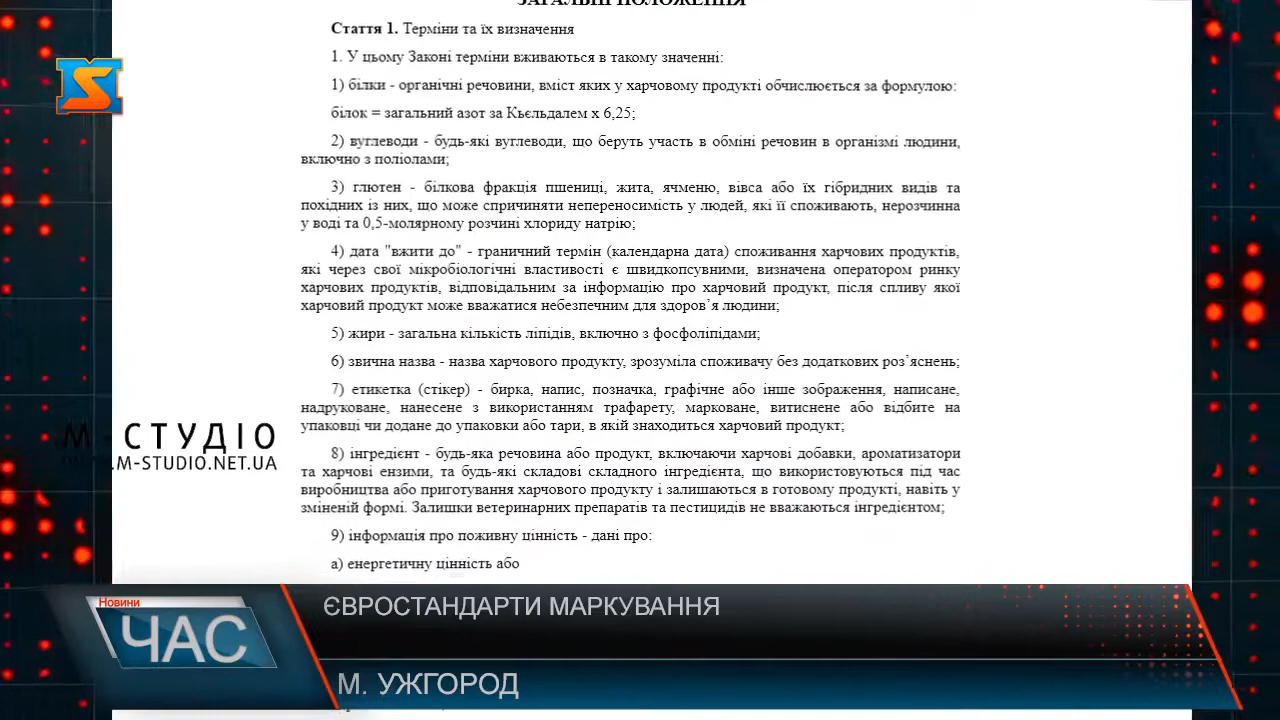 ЗАГАЛЬНІ ПОЛОЖЕННЯ
Стаття 1. Терміни та їх визначення
1. У цьому Законі терміни вживаються в такому значенні:
1) білки - органічні речовини, вміст яких у харчовому продукті обчислюється за формулою:
білок = загальний азот за Кьєльдалем х 6,25;
2) вуглеводи - будь-які вуглеводи, що беруть участь в обміні речовин в організмі людини,
включно з поліолами;
3) глютен - білкова фракція пшениці, жита, ячменю, вівса або їх гібридних видів та
похідних із них, що може спричиняти непереносимість у людей, які її споживають, нерозчинна
у воді та 0,5-молярному розчині хлориду натрію;
4) дата "вжити до" - граничний термін (календарна дата) споживання харчових продуктів,
які через свої мікробіологічні властивості є швидкопсувними, визначена оператором ринку
харчових продуктів, відповідальним за інформацію про харчовий продукт, після спливу якої
харчовий продукт може вважатися небезпечним для здоров’я людини;
5) жири - загальна кількість ліпідів, включно з фосфоліпідами;
6) звична назва - назва харчового продукту, зрозуміла споживачу без додаткових роз’яснень;
7) етикетка (стікер) - бирка, напис, позначка, графічне або інше зображення, написане,
надруковане, нанесене з використанням трафарету, марковане, витиснене або відбите на
упаковці чи додане до упаковки або тари, в якій знаходиться харчовий продукт;
8) інгредієнт - будь-яка речовина або продукт, включаючи харчові добавки, ароматизатори
та харчові ензими, та будь-які складові складного інгредієнта, що використовуються під час
виробництва або приготування харчового продукту і залишаються в готовому продукті, навіть у
зміненій формі. Залишки ветеринарних препаратів та пестицидів не вважаються інгредієнтом;
9) інформація про поживну цінність - дані про:
а) енергетичну цінність або
М - СТУДІО
.M-STUDIO.NET.UA
Новини
ЧАС
ЄВРОСТАНДАРТИ МАРКУВАННЯ
М. УЖГОРОД